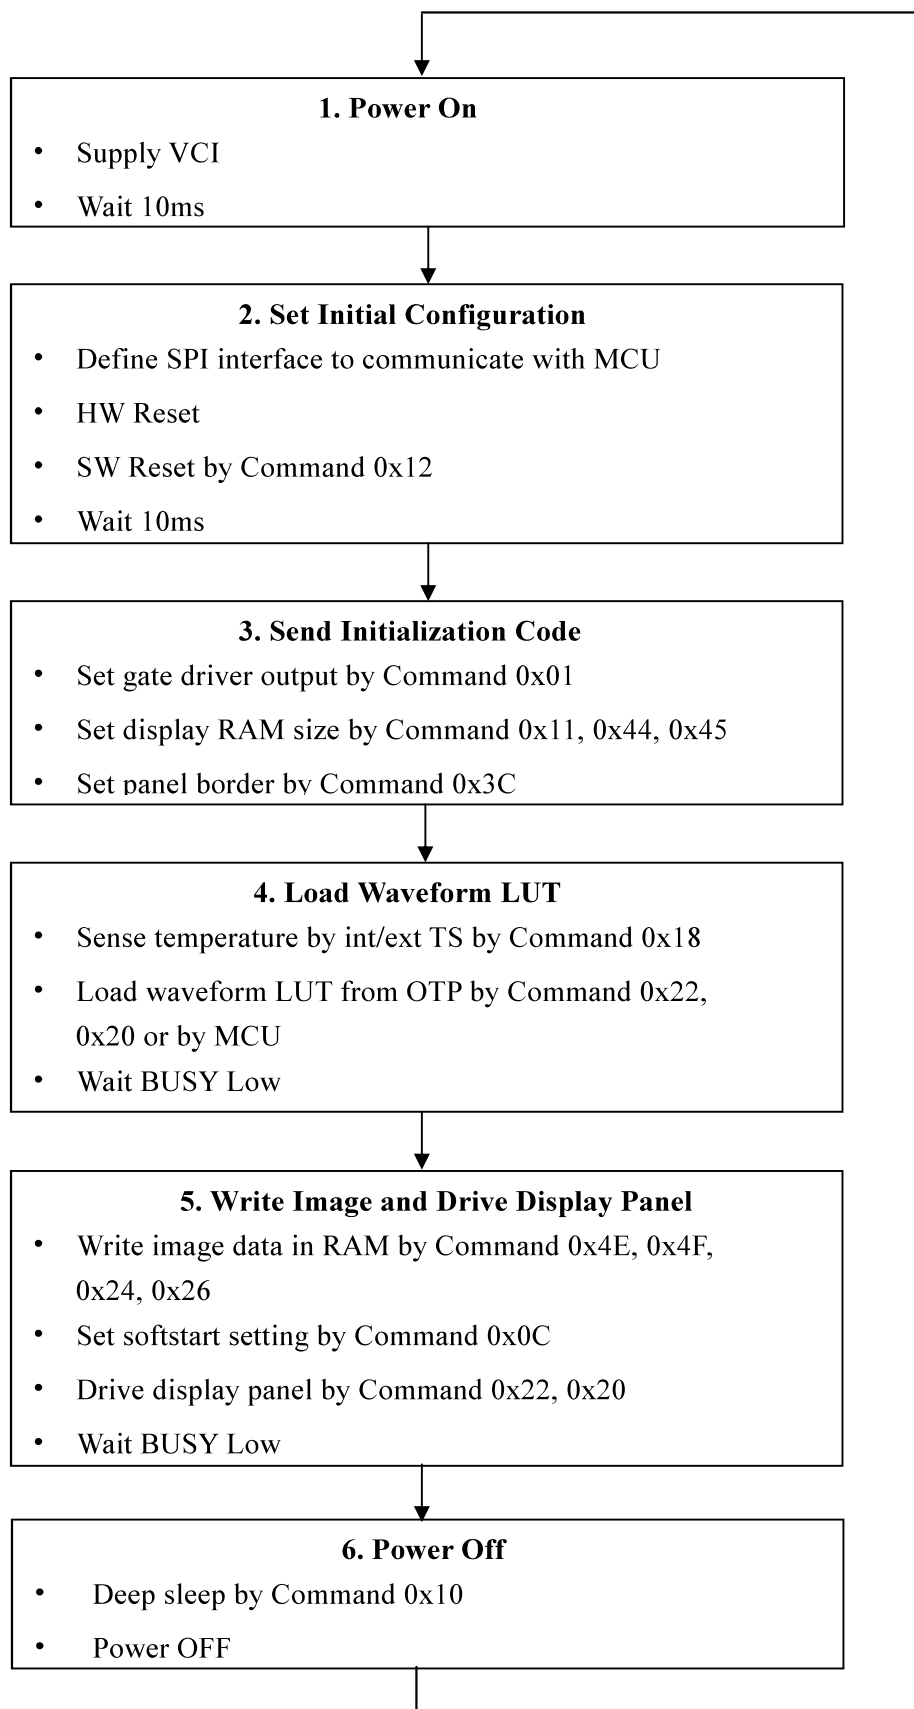 1. Power On
• Supply VCI
• Wait 10ms
2. Set Initial Configuration
• Define SPI interface to communicate with MCU
• HW Reset
• SW Reset by Command 0x12
• Wait 10ms
3. Send Initialization Code
• Set gate driver output by Command 0x01
• Set display RAM size by Command 0x11, 0x44, 0x45
• Set panel border by Command 0x3C
4. Load Waveform LUT
• Sense temperature by int/ext TS by Command 0x18
• Load waveform LUT from OTP by Command 0x22,
0x20 or by MCU
• Wait BUSY Low
5. Write Image and Drive Display Panel
• Write image data in RAM by Command 0x4E, 0x4F,
0x24, 0x26
• Set softstart setting by Command 0x0C
• Drive display panel by Command 0x22, 0x20
• Wait BUSY Low
6. Power Off
• Deep sleep by Command 0x10
• Power OFF